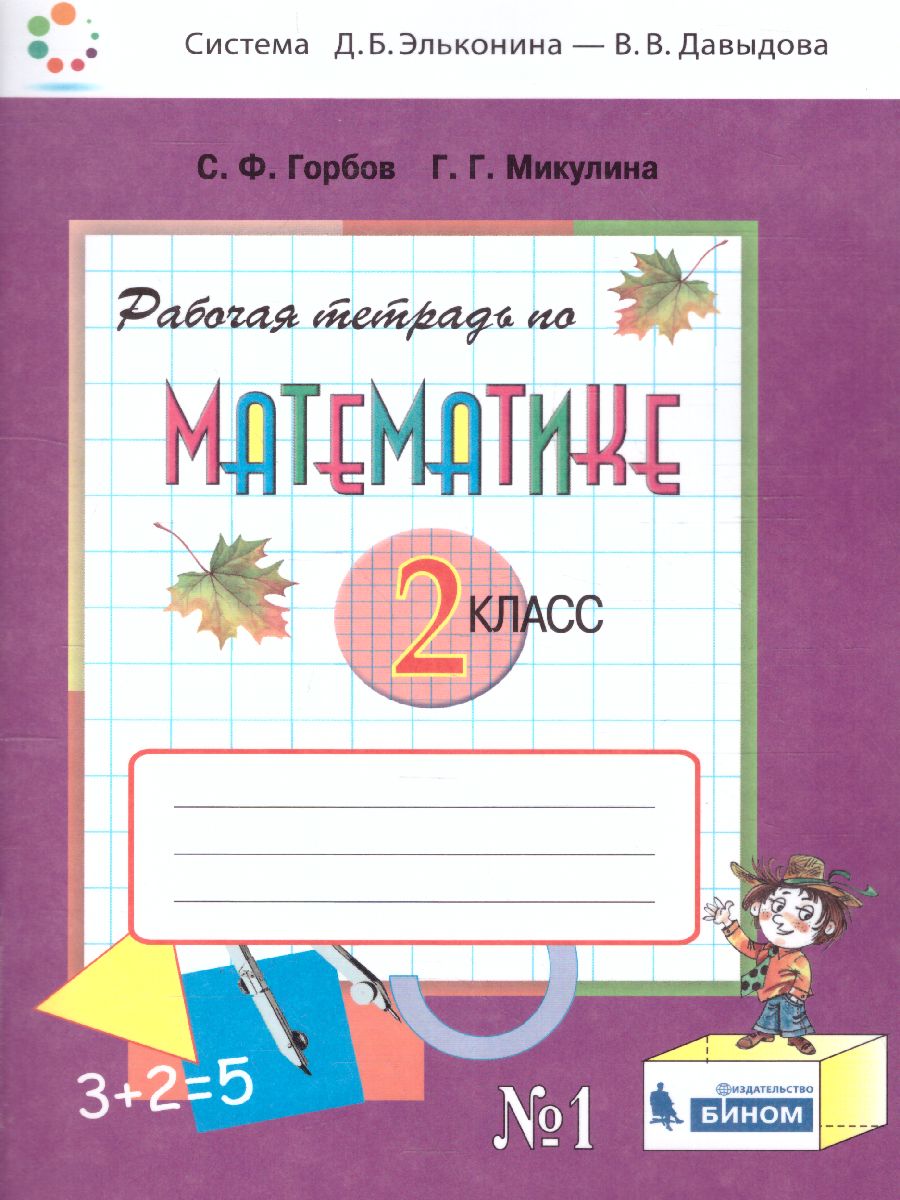 Система Д. Б. Эльконина — В. В. Давыдова
С. Ф. Горбов Г. Г. Микулина
Рабочая тетрадь по
МАТЕМАТИКЕ
2 КЛАСС
3+2=5
№1
ИЗДАТЕЛЬСТВО
БИНОМ